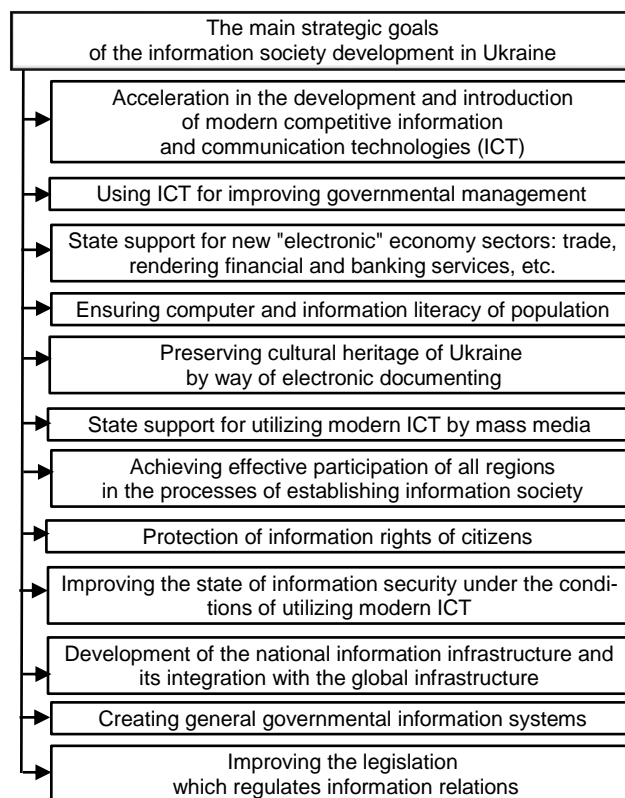 The main strategic goals
of the information society development in Ukraine
Acceleration in the development and introduction
of modern competitive information
and communication technologies (ICT)
Using ICT for improving governmental management
State support for new "electronic" economy sectors: trade,
rendering financial and banking services, etc.
Ensuring computer and information literacy of population
Preserving cultural heritage of Ukraine
by way of electronic documenting
State support for utilizing modern ICT by mass media
Achieving effective participation of all regions
in the processes of establishing information society
Protection of information rights of citizens
Improving the state of information security under the condi-
tions of utilizing modern ICT
Development of the national information infrastructure and
its integration with the global infrastructure
Creating general governmental information systems
Improving the legislation
which regulates information relations